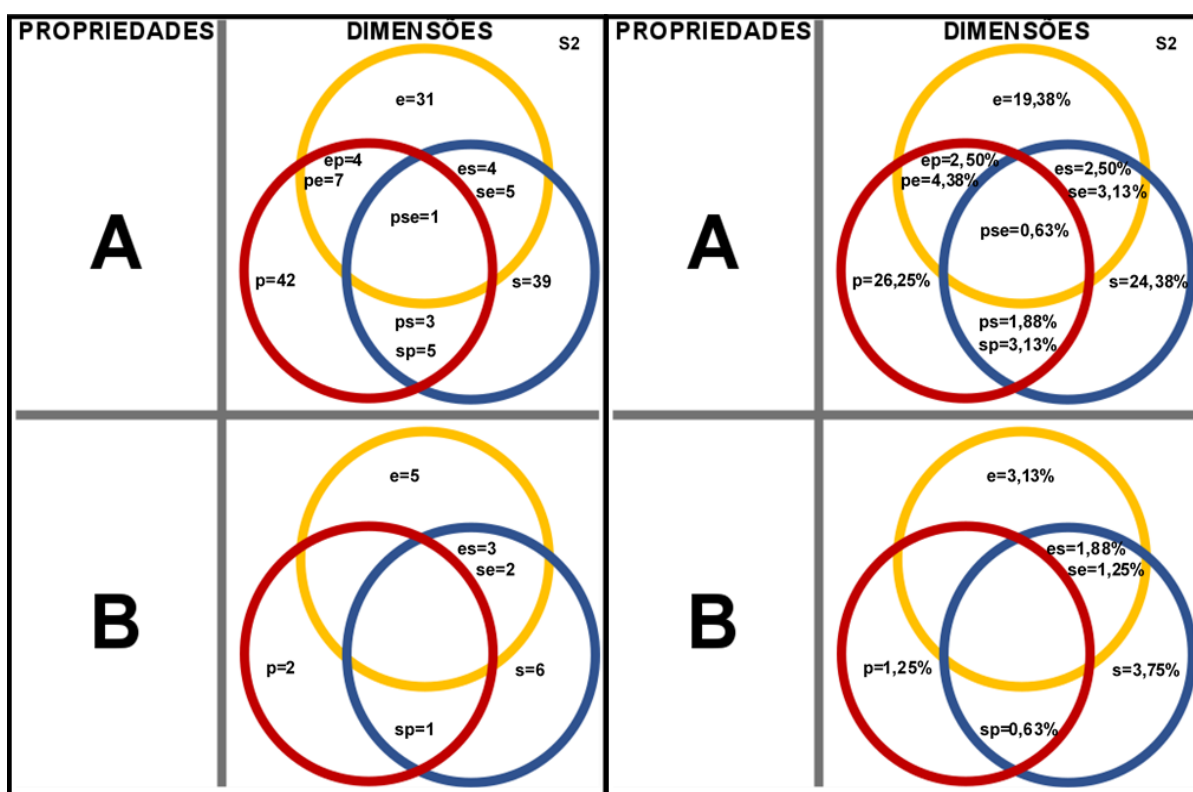 PROPRIEDADES
DIMENSÕES
S2
A
e=31
ep=4
pe=7
es=4
se=5
pse=1
p=42
s=39
ps=3
sp=5
B
e=5
es=3
se=2
p=2
s=6
sp=1
PROPRIEDADES
DIMENSÕES
S2
A
e=19,38%
ep=2,50%
pe=4,38%
es=2,50%
se=3,13%
pse=0,63%
p=26,25%
s=24,38%
ps=1,88%
sp=3,13%
B
e=3,13%
es=1,88%
se=1,25%
p=1,25%
s=3,75%
sp=0,63%